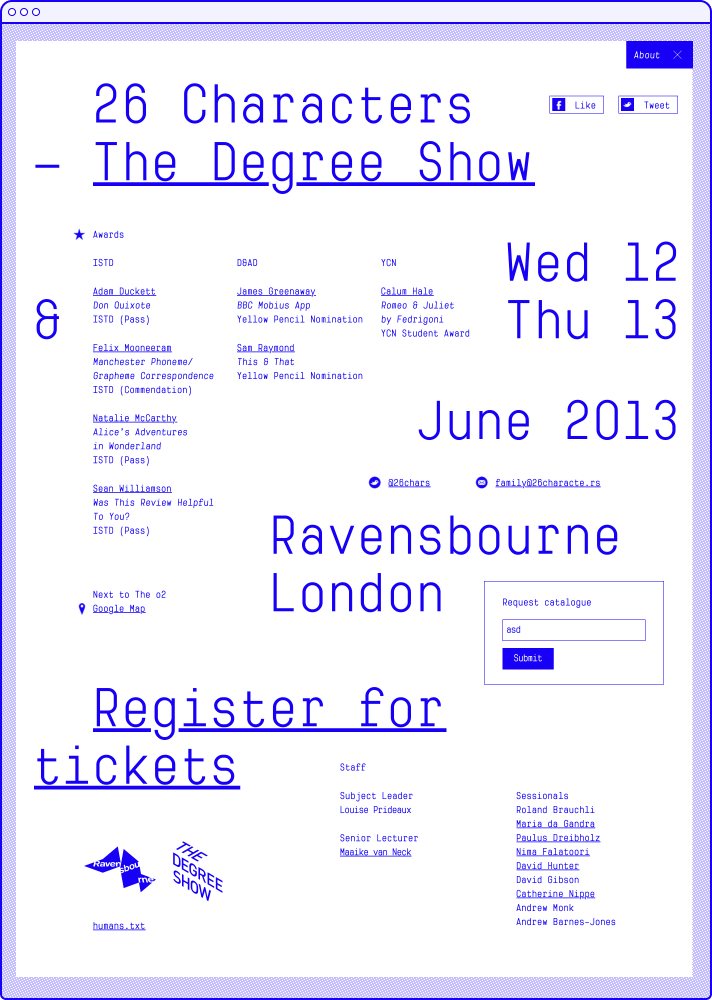 About
26 Characters
Like
Tweet
– The Degree Show
★ Awards
ISTD
Adam Duckett
Don Quixote
ISTD (Pass)
Felix Mooneeram
Manchester Phoneme/
Grapheme Correspondence
ISTD (Commendation)
Natalie McCarthy
Alice's Adventures
in Wonderland
ISTD (Pass)
Sean Williamson
Was This Review Helpful
To You?
ISTD (Pass)
D&AD
James Greenaway
BBC Mobius App
Yellow Pencil Nomination
Sam Raymond
This & That
Yellow Pencil Nomination
YCN
Calum Hale
Romeo & Juliet
by Fedrigoni
YCN Student Award
Wed 12
& Thu 13
June 2013
@26chars
family@26characte.rs
Ravensbourne
London
Next to The o2
Google Map
Request catalogue
asd
Submit
Register for
tickets
Staff
Subject Leader
Louise Prideaux
Senior Lecturer
Maaike van Neck
Sessionals
Roland Brauchli
Maria da Gandra
Paulus Dreibholz
Nima Falatoori
David Hunter
David Gibson
Catherine Nippe
Andrew Monk
Andrew Barnes-Jones
Raven
sbou
rne
THE
DEGREE
SHOW
humans.txt